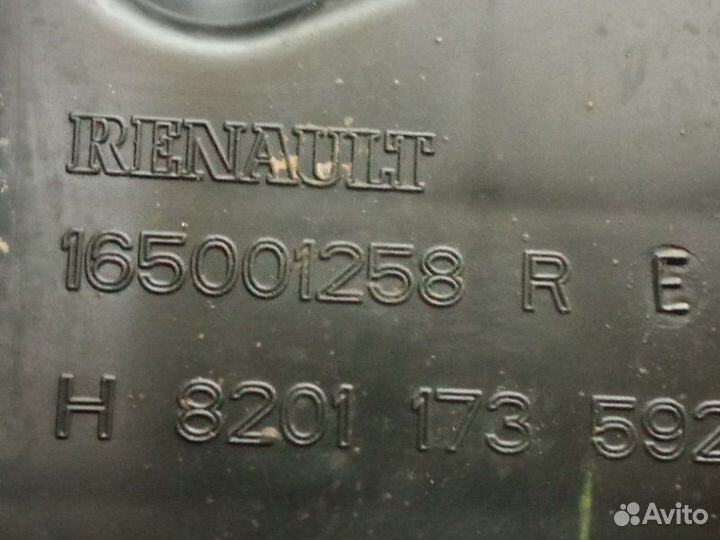 RENAULT
165001258 R E
H 8201 173 592
Avito